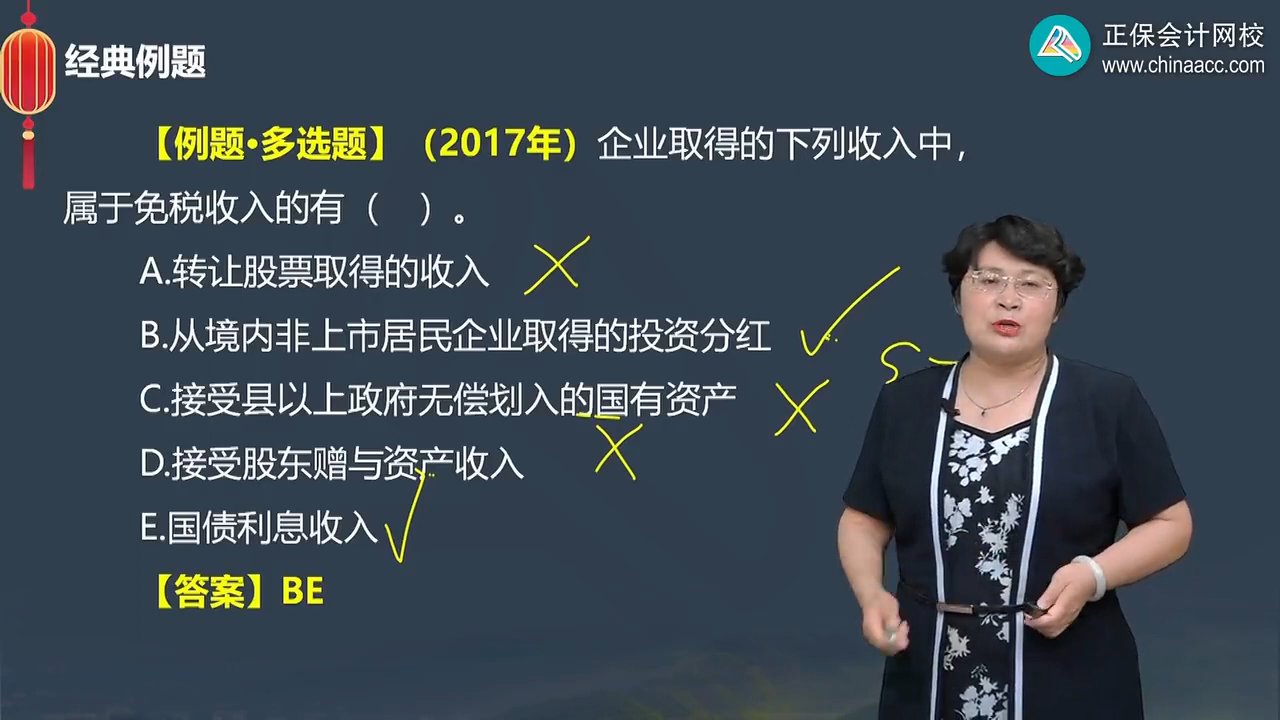 经典例题
正保会计网校
www.chinaacc.com
【例题·多选题】（2017年）企业取得的下列收入中，
属于免税收入的有（ ）。
A.转让股票取得的收入
B.从境内非上市居民企业取得的投资分红
C.接受县以上政府无偿划入的国有资产
D.接受股东赠与资产收入
E.国债利息收入
【答案】BE